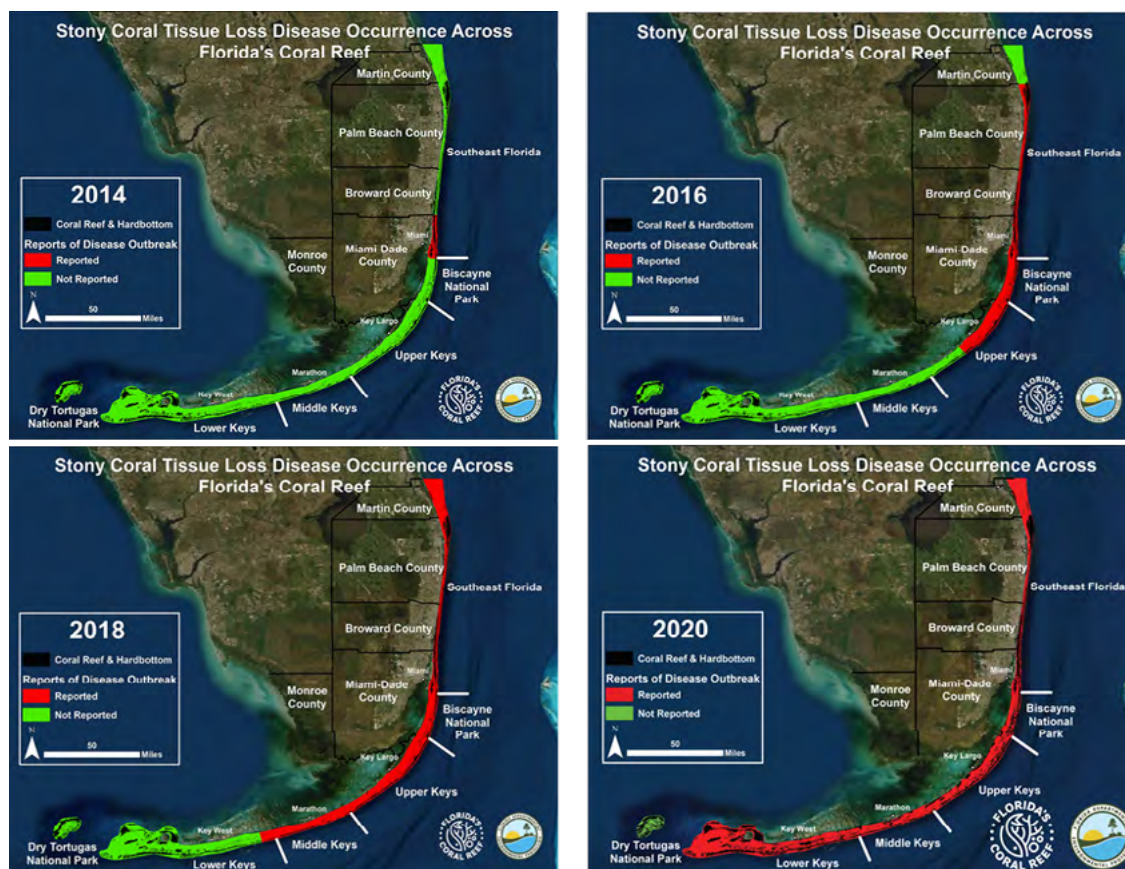 Stony Coral Tissue Loss Disease Occurrence Across
Florida's Coral Reef
Martin County
Palm Beach County
Southeast Florida
2014
Broward County
Coral Reef & Hardbottom
Reports of Disease Outbreak
Reported
Not Reported
Miami
Monroe
County
Miami-Dade
County
Biscayne
National
Park
N
50
Miles
Key Largo
Upper Keys
Marathon
Key West
Middle Keys
Dry Tortugas
National Park
Lower Keys
FLORIDA'S
CORAL REEF
Stony Coral Tissue Loss Disease Occurrence Across
Florida's Coral Reef
Martin County
Palm Beach County
Southeast Florida
2016
Broward County
Coral Reef & Hardbottom
Reports of Disease Outbreak
Reported
Not Reported
Miami
Monroe
County
Miami-Dade
County
Biscayne
National
Park
N
50
Miles
Key Largo
Upper Keys
Marathon
Key West
Middle Keys
Dry Tortugas
National Park
Lower Keys
FLORIDA'S
CORAL REEF
Stony Coral Tissue Loss Disease Occurrence Across
Florida's Coral Reef
Martin County
Palm Beach County
Southeast Florida
2018
Broward County
Coral Reef & Hardbottom
Reports of Disease Outbreak
Reported
Not Reported
Miami
Monroe
County
Miami-Dade
County
Biscayne
National
Park
N
50
Miles
Key Largo
Upper Keys
Marathon
Key West
Middle Keys
Dry Tortugas
National Park
Lower Keys
FLORIDA'S
CORAL REEF
Stony Coral Tissue Loss Disease Occurrence Across
Florida's Coral Reef
Martin County
Palm Beach County
Southeast Florida
2020
Broward County
Coral Reef & Hardbottom
Reports of Disease Outbreak
Reported
Not Reported
Miami
Monroe
County
Miami-Dade
County
Biscayne
National
Park
N
50
Miles
Key Largo
Upper Keys
Marathon
Key West
Middle Keys
Dry Tortugas
National Park
Lower Keys
FLORIDA'S
CORAL REEF
FLORIDA DEPARTMENT